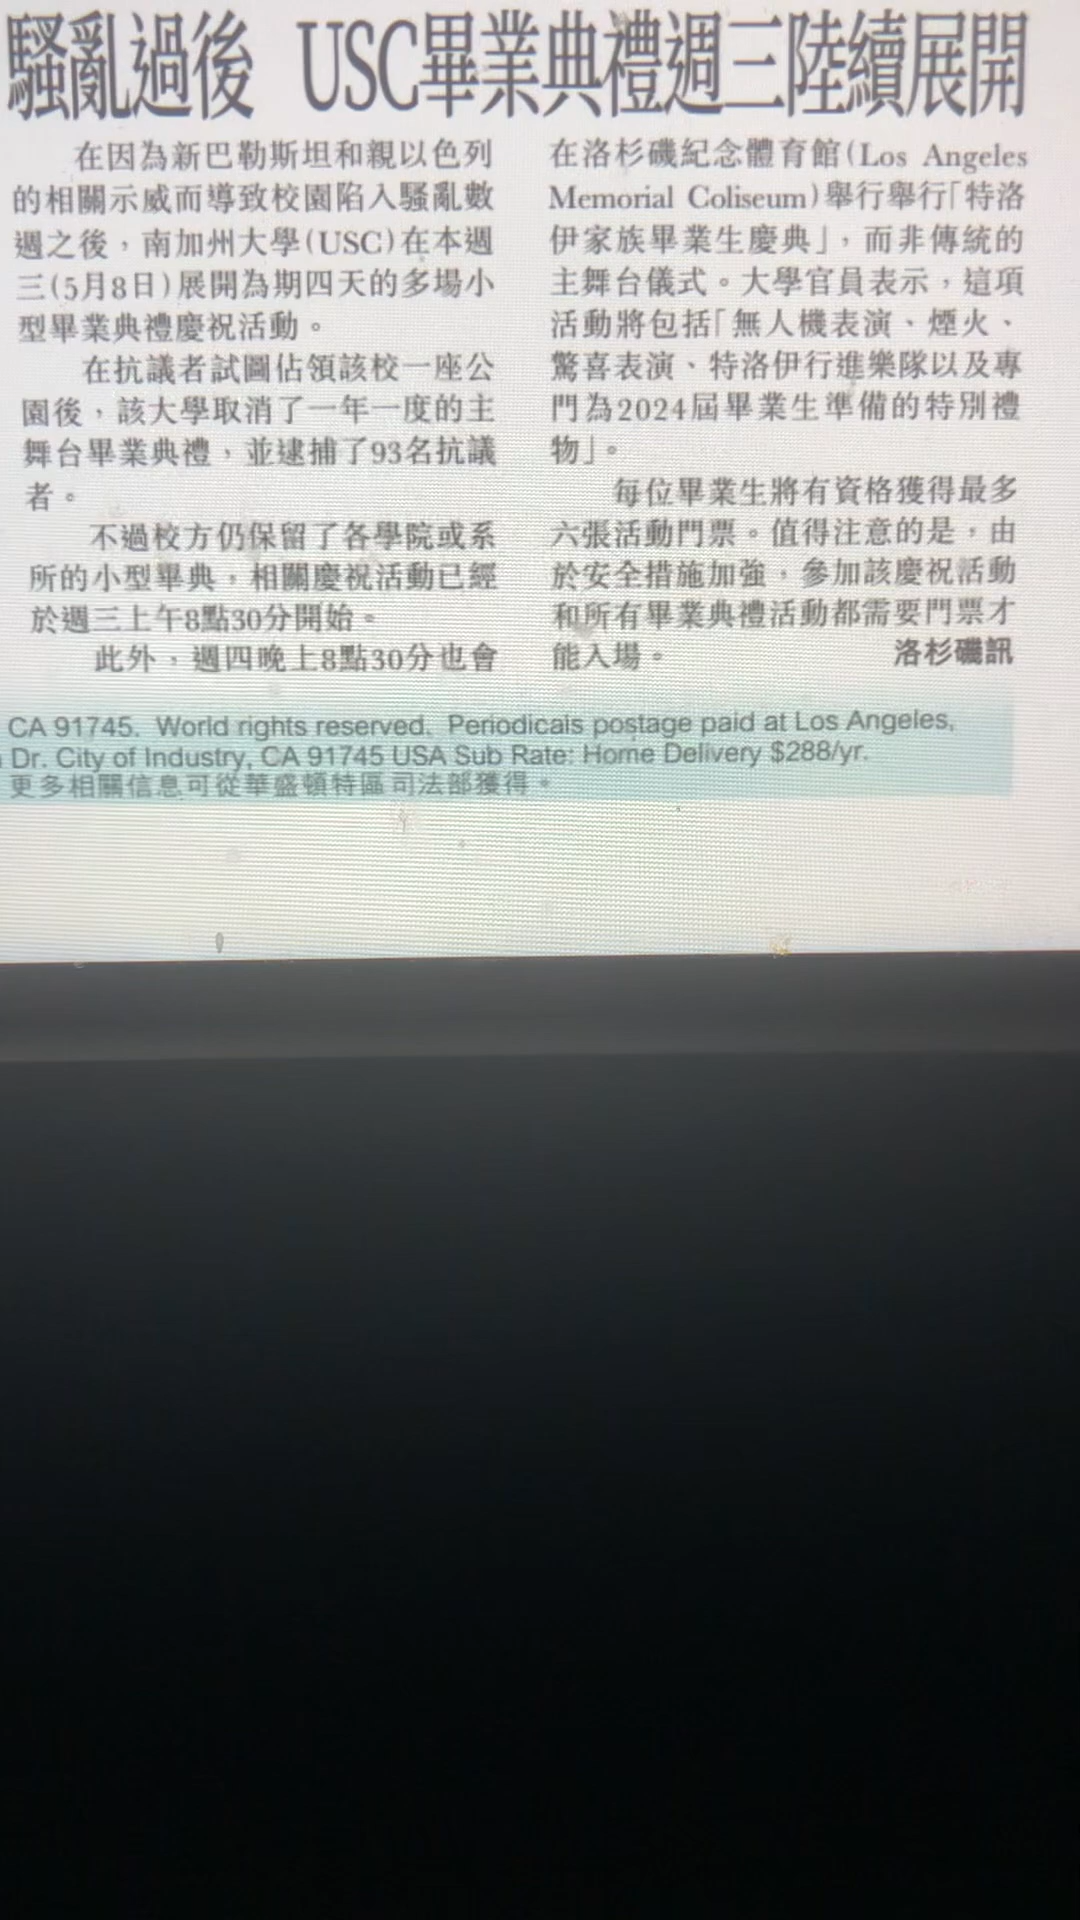 騷亂過後 USC畢業典禮週三陸續展開
在因為新巴勒斯坦和親以色列
的相關示威而導致校園陷入騷亂數
週之後，南加州大學(USC)在本週
三(5月8日)展開為期四天的多場小
型畢業典禮慶祝活動。
在抗議者試圖佔領該校一座公
園後，該大學取消了一年一度的主
舞台畢業典禮，並逮捕了93名抗議
者。
不過校方仍保留了各學院或系
所的小型畢典，相關慶祝活動已經
於週三上午8點30分開始。
此外，週四晚上8點30分也會
在洛杉磯紀念體育館(Los Angeles
Memorial Coliseum)舉行舉行「特洛
伊家族畢業生慶典」，而非傳統的
主舞台儀式。大學官員表示，這項
活動將包括「無人機表演、煙火、
驚喜表演、特洛伊行進樂隊以及專
門為2024屆畢業生準備的特別禮
物」。
每位畢業生將有資格獲得最多
六張活動門票。值得注意的是，由
於安全措施加強，參加該慶祝活動
和所有畢業典禮活動都需要門票才
能入場。 洛杉磯訊
CA 91745. World rights reserved. Periodicals postage paid at Los Angeles,
Dr. City of Industry, CA 91745 USA Sub Rate: Home Delivery $288/yr.
更多相關信息可從華盛頓特區司法部獲得。